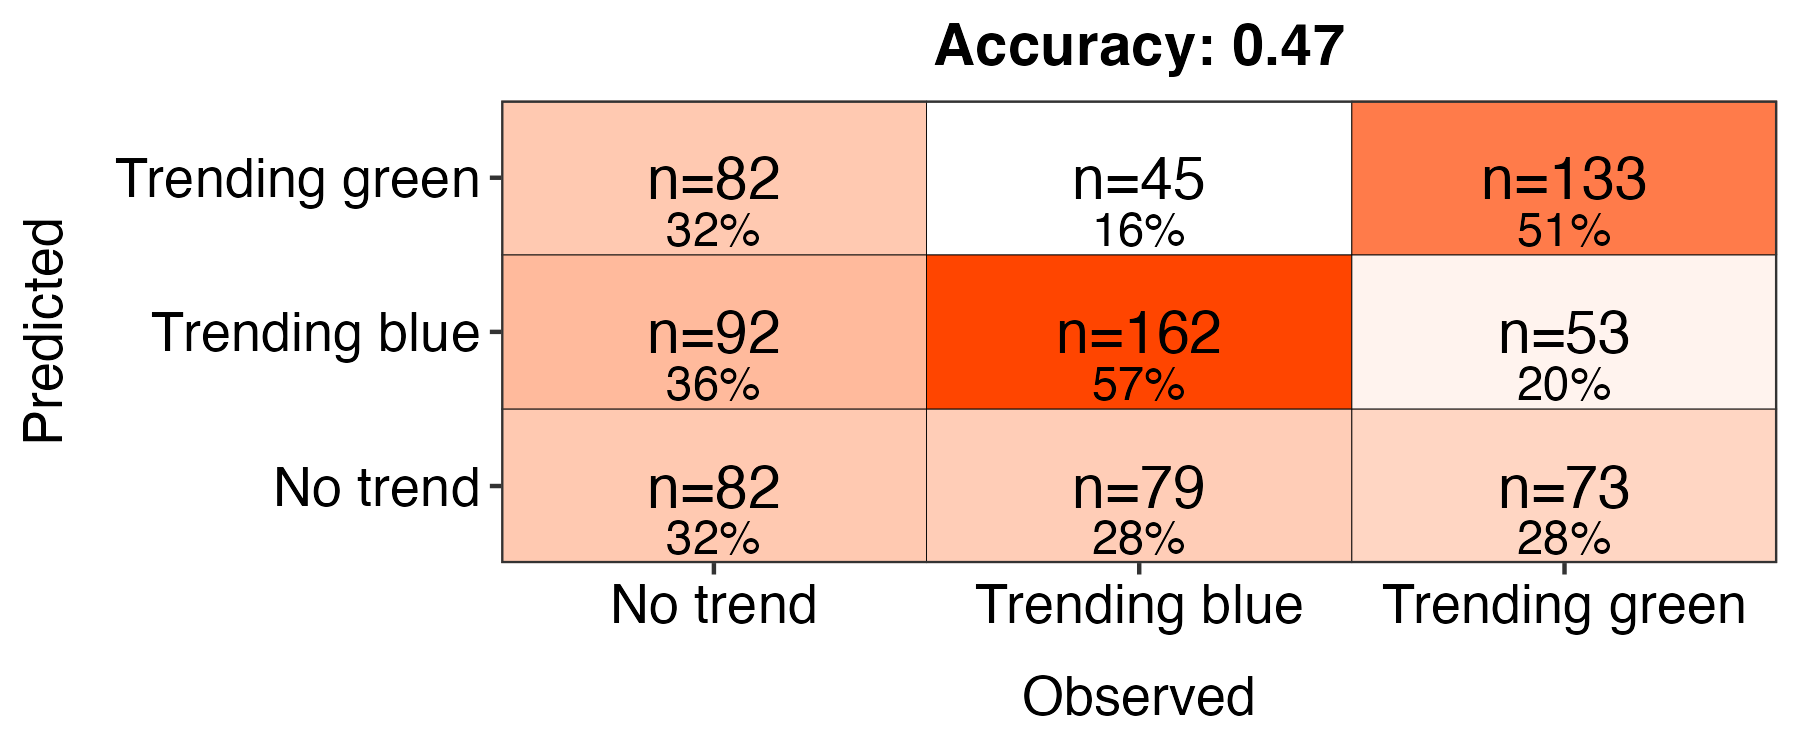 Accuracy: 0.47
Predicted
Trending green
n=82
32%
n=45
16%
n=133
51%
Trending blue
n=92
36%
n=162
57%
n=53
20%
No trend
n=82
32%
n=79
28%
n=73
28%
No trend
Trending blue
Trending green
Observed